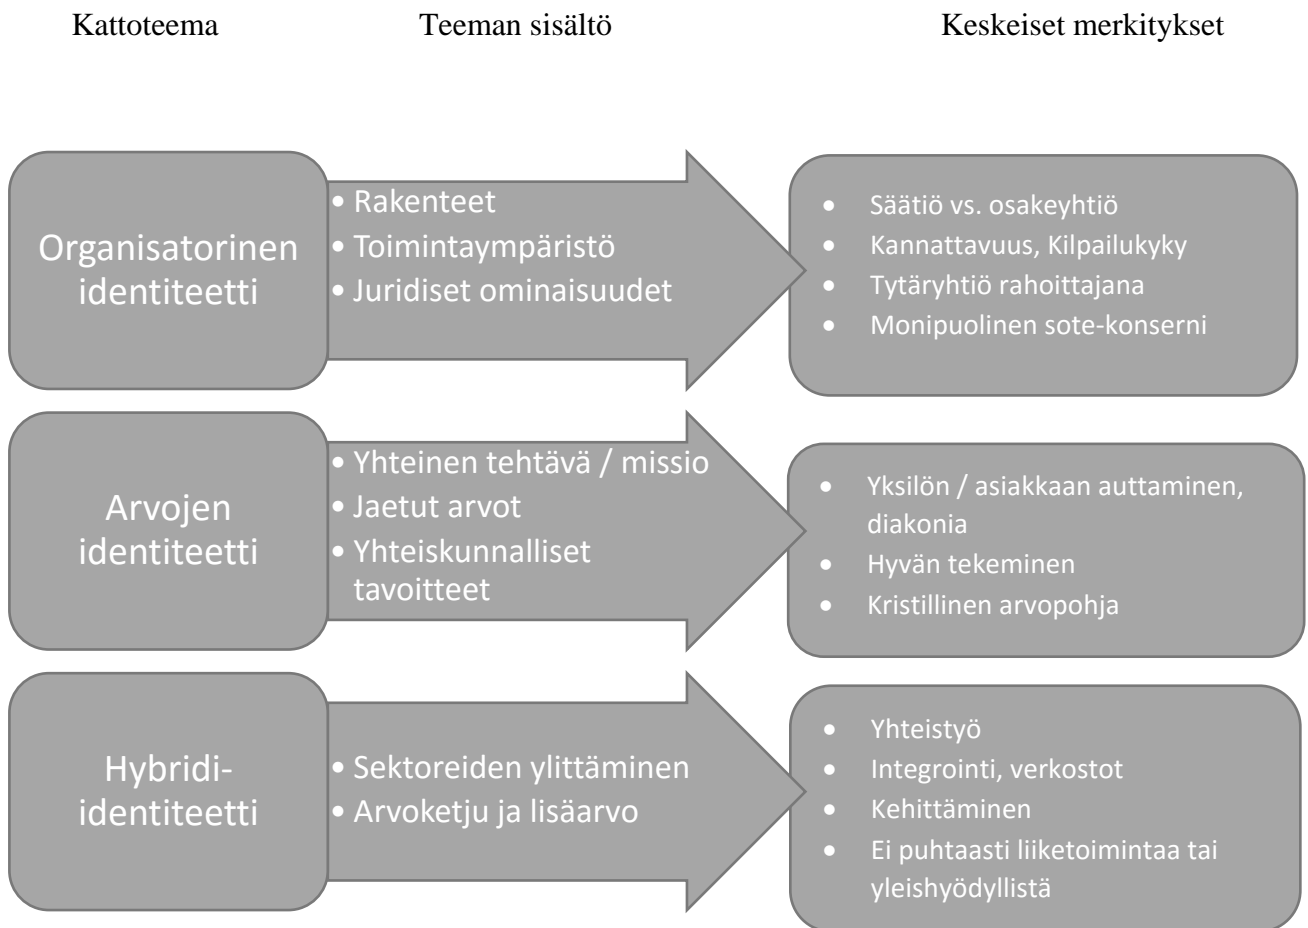 Kattoteema Teeman sisältö Keskeiset merkitykset
Organisatorinen
identiteetti
• Rakenteet
• Toimintaympäristö
• Juridiset ominaisuudet
• Säätiö vs. osakeyhtiö
• Kannattavuus, Kilpailukyky
• Tytäryhtiö rahoittajana
• Monipuolinen sote-konserni
Arvojen
identiteetti
• Yhteinen tehtävä / missio
• Jaetut arvot
• Yhteiskunnalliset
tavoitteet
• Yksilön / asiakkaan auttaminen,
diakonia
• Hyvän tekeminen
• Kristillinen arvopohja
Hybridi-
identiteetti
• Sektoreiden ylittäminen
• Arvoketju ja lisäarvo
• Yhteistyö
• Integrointi, verkostot
• Kehittäminen
• Ei puhtaasti liiketoimintaa tai
yleishyödyllistä